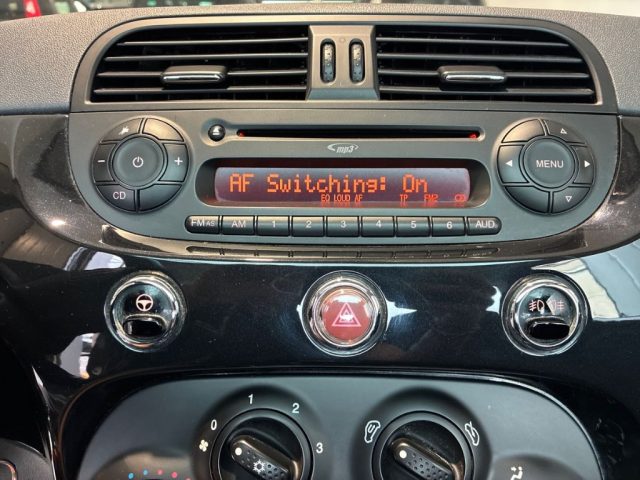 mp3
AF Switching: On
EQ LOUD AF TP FM2 CD
CD
MENU
FM AS AM 1 2 3 4 5 6 AUD
0 1 2 3